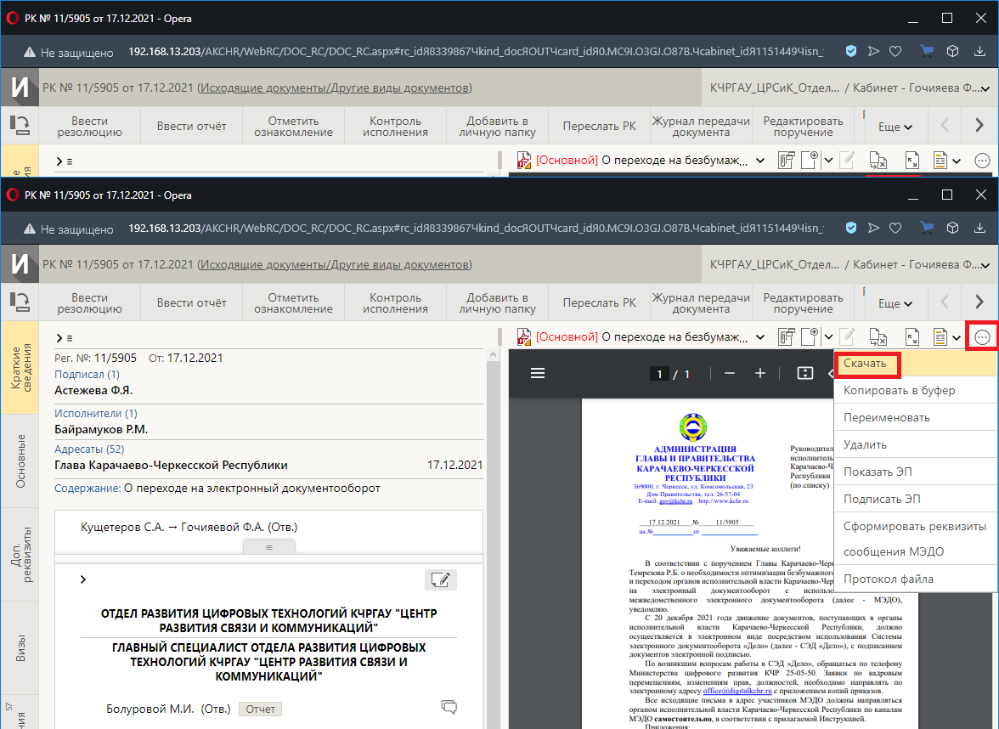 РК № 11/5905 от 17.12.2021 - Opera
Не защищено 192.168.13.203/AKCHR/WebRC/DOC_RC/DOC_RC.aspx#rc_idЯ8339867Чkind_docЯOUTЧcard_idЯ0.MC9I.O3GJ.O87B.Чcabinet_idЯ1151449Чisn_
И РК № 11/5905 от 17.12.2021 (Исходящие документы/Другие виды документов) КЧРГАУ_ЦРСиК_Отдел... / Кабинет - Гочияева Ф....
Ввести резолюцию
Ввести отчёт
Отметить ознакомление
Контроль исполнения
Добавить в личную папку
Переслать РК
Журнал передачи документа
Редактировать поручение
Еще
[Основной] О переходе на безбумаж...
РК № 11/5905 от 17.12.2021 - Opera
Не защищено 192.168.13.203/AKCHR/WebRC/DOC_RC/DOC_RC.aspx#rc_idЯ8339867Чkind_docЯOUTЧcard_idЯ0.MC9I.O3GJ.O87B.Чcabinet_idЯ1151449Чisn_
И РК № 11/5905 от 17.12.2021 (Исходящие документы/Другие виды документов) КЧРГАУ_ЦРСиК_Отдел... / Кабинет - Гочияева Ф....
Ввести резолюцию
Ввести отчёт
Отметить ознакомление
Контроль исполнения
Добавить в личную папку
Переслать РК
Журнал передачи документа
Редактировать поручение
Еще
[Основной] О переходе на безбумаж...
Краткие сведения
Основные
Доп. реквизиты
Визы
57
Рег. №: 11/5905 От: 17.12.2021
Подписал (1)
Астежева Ф.Я.
Исполнители (1)
Байрамуков Р.М.
Адресаты (52)
Глава Карачаево-Черкесской Республики 17.12.2021
Содержание: О переходе на электронный документооборот
Кущетеров С.А. → Гочияевой Ф.А. (Отв.)
ОТДЕЛ РАЗВИТИЯ ЦИФРОВЫХ ТЕХНОЛОГИЙ КЧРГАУ "ЦЕНТР
РАЗВИТИЯ СВЯЗИ И КОММУНИКАЦИЙ"
ГЛАВНЫЙ СПЕЦИАЛИСТ ОТДЕЛА РАЗВИТИЯ ЦИФРОВЫХ
ТЕХНОЛОГИЙ КЧРГАУ "ЦЕНТР РАЗВИТИЯ СВЯЗИ И
КОММУНИКАЦИЙ"
Болуровой М.И. (Отв.) Отчет
1 / 1
Скачать
Копировать в буфер
Переименовать
Удалить
Показать ЭП
Подписать ЭП
Сформировать реквизиты
сообщения МЭДО
Протокол файла
АДМИНИСТРАЦИЯ
ГЛАВЫ И ПРАВИТЕЛЬСТВА
КАРАЧАЕВО-ЧЕРКЕССКОЙ
РЕСПУБЛИКИ
369000, г. Черкесск, ул. Комсомольская, 23
Дом Правительства, тел. 26-57-04
E-mail: gov@kchr.ru http://www.kchr.ru
17.12.2021 № 11/5905
на № от
Руководител
исполнитель
Карачаево-Ч
Республики
(по списку)
Уважаемые коллеги!
В соответствии с поручением Главы Карачаево-Черк
Темрезова Р.Б. о необходимости оптимизации безбумажного
и переходом органов исполнительной власти Карачаево-Черк
на электронный документооборот с использо
межведомственного электронного документооборота (далее - МЭДО),
уведомляю.
С 20 декабря 2021 года движение документов, поступающих в органы
исполнительной власти Карачаево-Черкесской Республики, должно
осуществляется в электронном виде посредством использования Системы
электронного документооборота «Дело» (далее - СЭД «Дело»), с подписанием
документов электронной подписью.
По возникшим вопросам работы в СЭД «Дело», обращаться по телефону
Министерства цифрового развития КЧР 25-05-50. Заявки по кадровым
перемещениям, изменениям прав, должностей, необходимо направлять по
электронному адресу office@digitalkchr.ru с приложением копий приказов.
Все исходящие письма в адрес участников МЭДО должны направляться
органом исполнительной власти Карачаево-Черкесской Республики по каналам
МЭДО самостоятельно, в соответствии с прилагаемой Инструкцией.
Приложения: